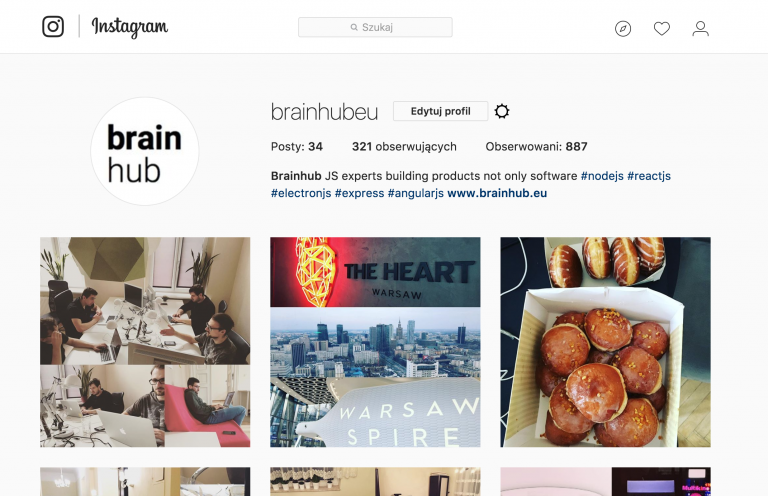 Instagram
Szukaj
brain
hub
brainhubeu
Edytuj profil
Posty: 34 321 obserwujących Obserwowani: 887
Brainhub JS experts building products not only software #nodejs #reactjs
#electronjs #express #angularjs www.brainhub.eu
THE HEART
WARSAW
WARSAW
SPIRE
Multikino